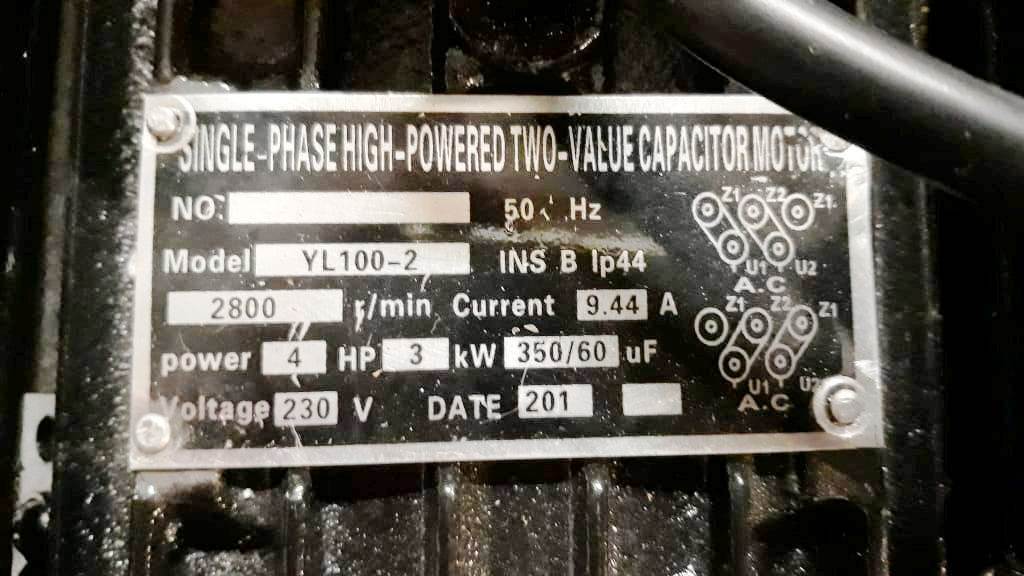 SINGLE-PHASE HIGH-POWERED TWO-VALUE CAPACITOR MOTOR
NO: 50 Hz
Model YL100-2 INS B Ip44
2800 r/min Current 9.44 A
power 4 HP 3 kW 350/60 uF
Voltage 230 V DATE 201
Z1 Z2 Z1
U1 U2
A.C
Z1 Z2 Z1
U1 U2
A.C